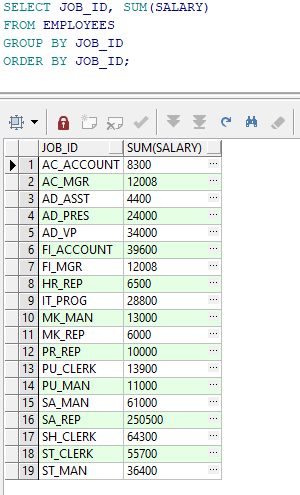 SELECT JOB_ID, SUM(SALARY)
FROM EMPLOYEES
GROUP BY JOB_ID
ORDER BY JOB_ID;
JOB_ID SUM(SALARY)
1 AC_ACCOUNT 8300 ...
2 AC_MGR 12008 ...
3 AD_ASST 4400 ...
4 AD_PRES 24000 ...
5 AD_VP 34000 ...
6 FI_ACCOUNT 39600 ...
7 FI_MGR 12008 ...
8 HR_REP 6500 ...
9 IT_PROG 28800 ...
10 MK_MAN 13000 ...
11 MK_REP 6000 ...
12 PR_REP 10000 ...
13 PU_CLERK 13900 ...
14 PU_MAN 11000 ...
15 SA_MAN 61000 ...
16 SA_REP 250500 ...
17 SH_CLERK 64300 ...
18 ST_CLERK 55700 ...
19 ST_MAN 36400 ...